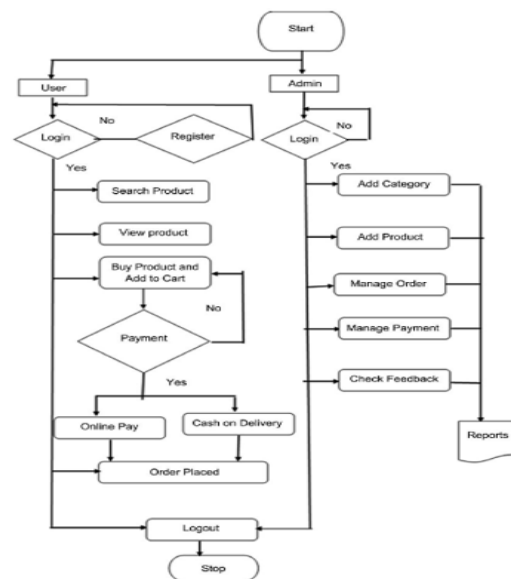 Start
User
Admin
No
Login
Register
No
Login
Yes
Yes
Search Product
Add Category
View product
Add Product
Buy Product and
Add to Cart
Manage Order
No
Payment
Manage Payment
Yes
Check Feedback
Online Pay
Cash on Delivery
Reports
Order Placed
Logout
Stop